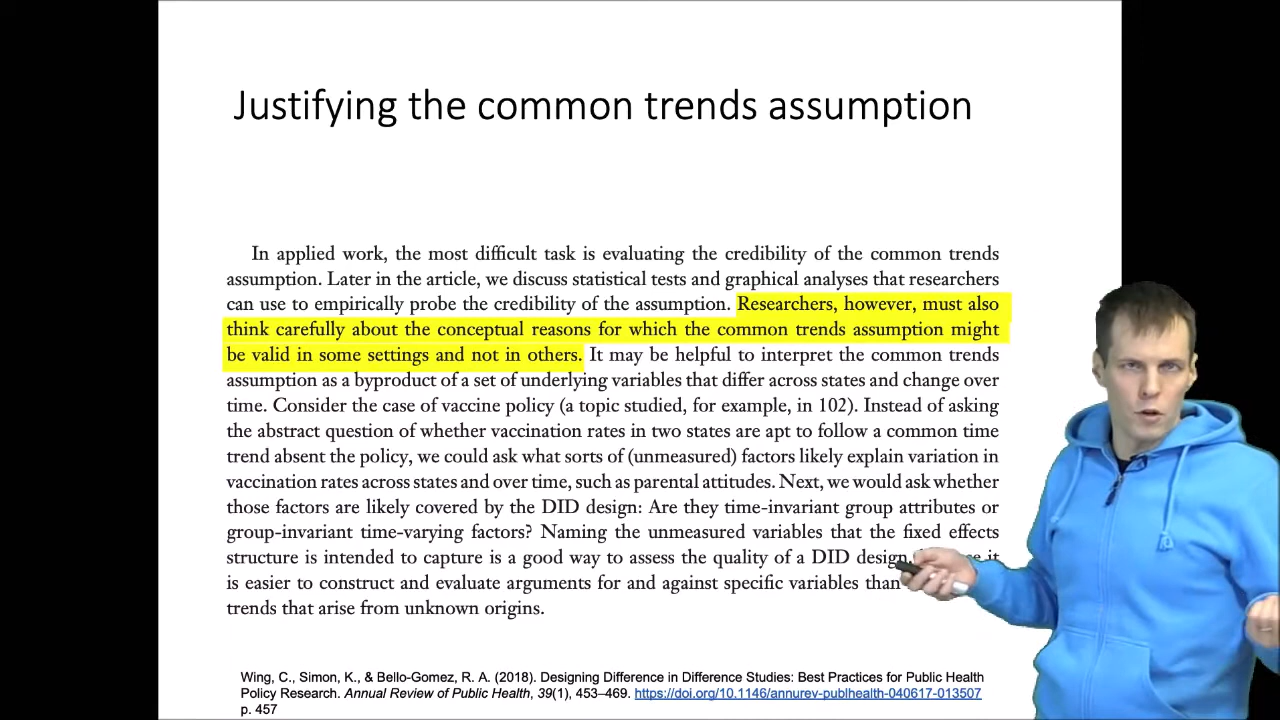 Justifying the common trends assumption
In applied work, the most difficult task is evaluating the credibility of the common trends
assumption. Later in the article, we discuss statistical tests and graphical analyses that researchers
can use to empirically probe the credibility of the assumption. Researchers, however, must also
think carefully about the conceptual reasons for which the common trends assumption might
be valid in some settings and not in others. It may be helpful to interpret the common trends
assumption as a byproduct of a set of underlying variables that differ across states and change over
time. Consider the case of vaccine policy (a topic studied, for example, in 102). Instead of asking
the abstract question of whether vaccination rates in two states are apt to follow a common time
trend absent the policy, we could ask what sorts of (unmeasured) factors likely explain variation in
vaccination rates across states and over time, such as parental attitudes. Next, we would ask whether
those factors are likely covered by the DID design: Are they time-invariant group attributes or
group-invariant time-varying factors? Naming the unmeasured variables that the fixed effects
structure is intended to capture is a good way to assess the quality of a DID design it
is easier to construct and evaluate arguments for and against specific variables than
trends that arise from unknown origins.
Wing, C., Simon, K., & Bello-Gomez, R. A. (2018). Designing Difference in Difference Studies: Best Practices for Public Health
Policy Research. Annual Review of Public Health, 39(1), 453–469. https://doi.org/10.1146/annurev-publhealth-040617-013507
p. 457